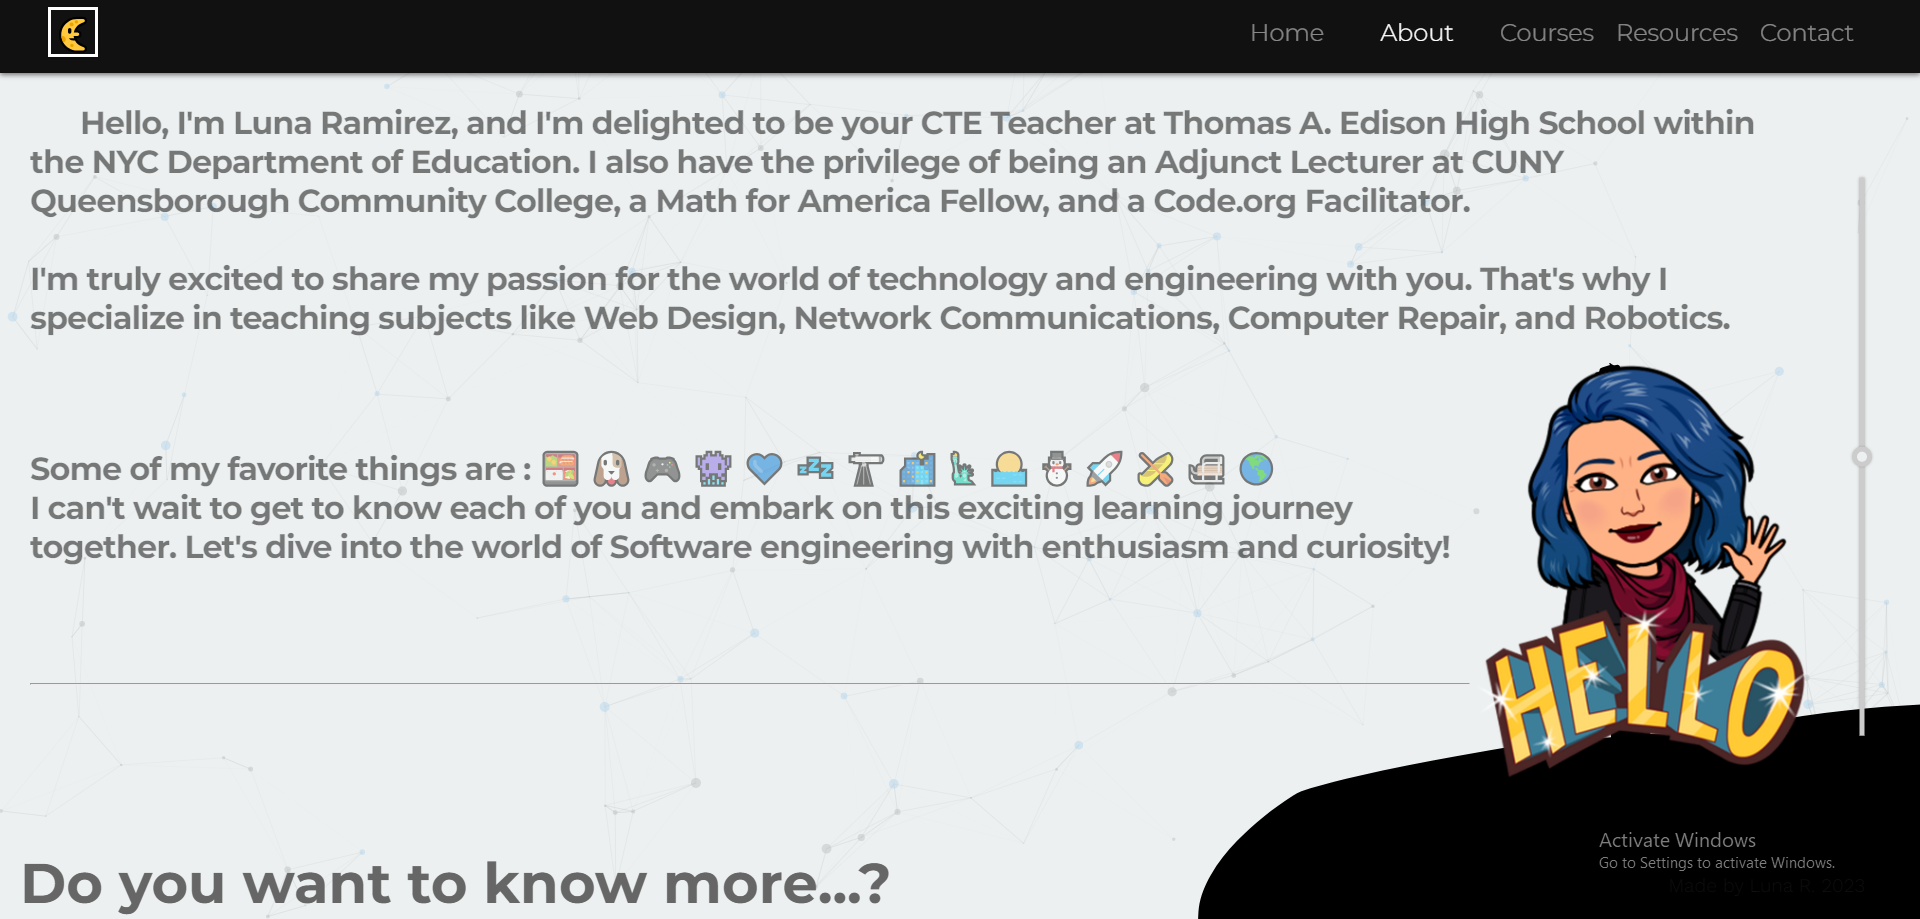 Home About Courses Resources Contact
Hello, I'm Luna Ramirez, and I'm delighted to be your CTE Teacher at Thomas A. Edison High School within
the NYC Department of Education. I also have the privilege of being an Adjunct Lecturer at CUNY
Queensborough Community College, a Math for America Fellow, and a Code.org Facilitator.
I'm truly excited to share my passion for the world of technology and engineering with you. That's why I
specialize in teaching subjects like Web Design, Network Communications, Computer Repair, and Robotics.
Some of my favorite things are :
I can't wait to get to know each of you and embark on this exciting learning journey
together. Let's dive into the world of Software engineering with enthusiasm and curiosity!
HELLO
Do you want to know more...?
Activate Windows
Go to Settings to activate Windows.
Made by Luna R. 2023